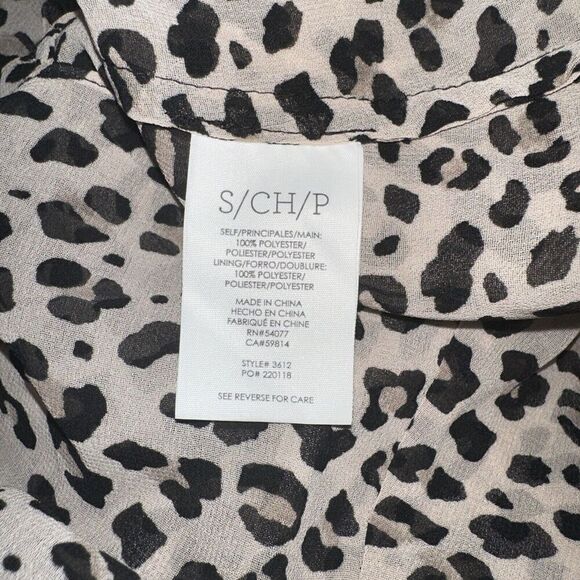 S/CH/P
SELF/PRINCIPALES/MAIN:
100% POLYESTER/
POLIESTER/POLYESTER
LINING/FORRO/DOUBLURE:
100% POLYESTER/
POLIESTER/POLYESTER
MADE IN CHINA
HECHO EN CHINA
FABRIQUÉ EN CHINE
RN#54077
CA#59814
STYLE# 3612
PO# 220118
SEE REVERSE FOR CARE